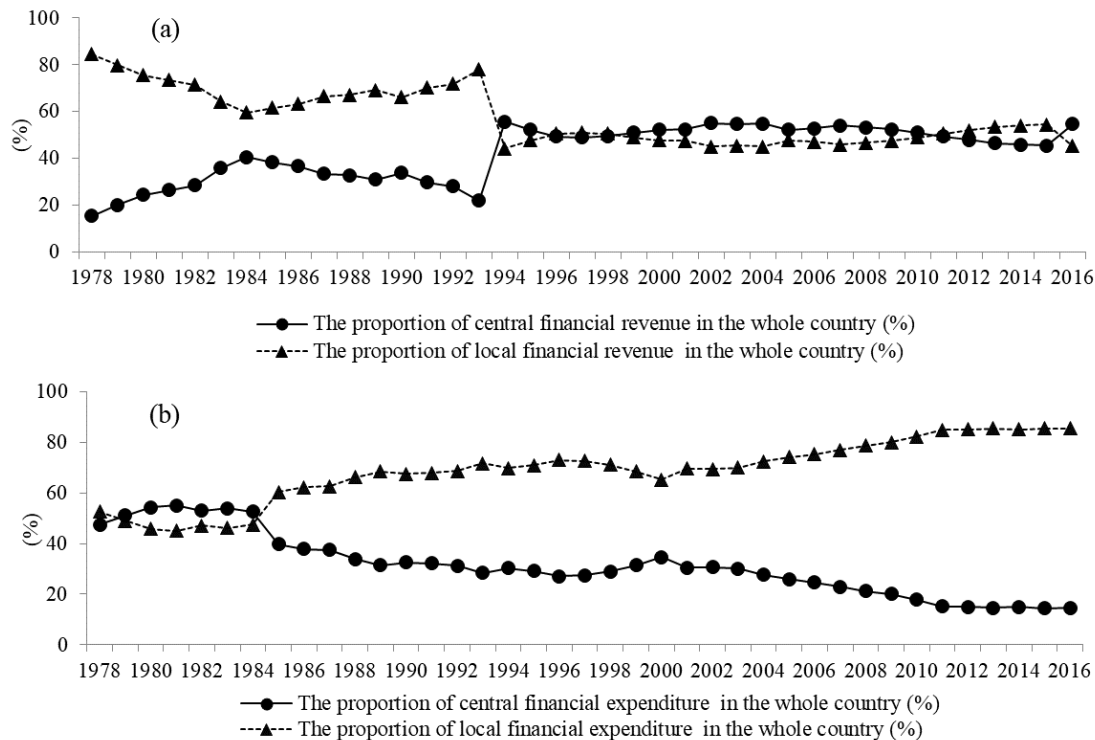 100
(a)
80
60
(%)
40
20
0
1978 1980 1982 1984 1986 1988 1990 1992 1994 1996 1998 2000 2002 2004 2006 2008 2010 2012 2014 2016
The proportion of central financial revenue in the whole country (%)
The proportion of local financial revenue in the whole country (%)
100
(b)
80
60
(%)
40
20
0
1978 1980 1982 1984 1986 1988 1990 1992 1994 1996 1998 2000 2002 2004 2006 2008 2010 2012 2014 2016
The proportion of central financial expenditure in the whole country (%)
The proportion of local financial expenditure in the whole country (%)